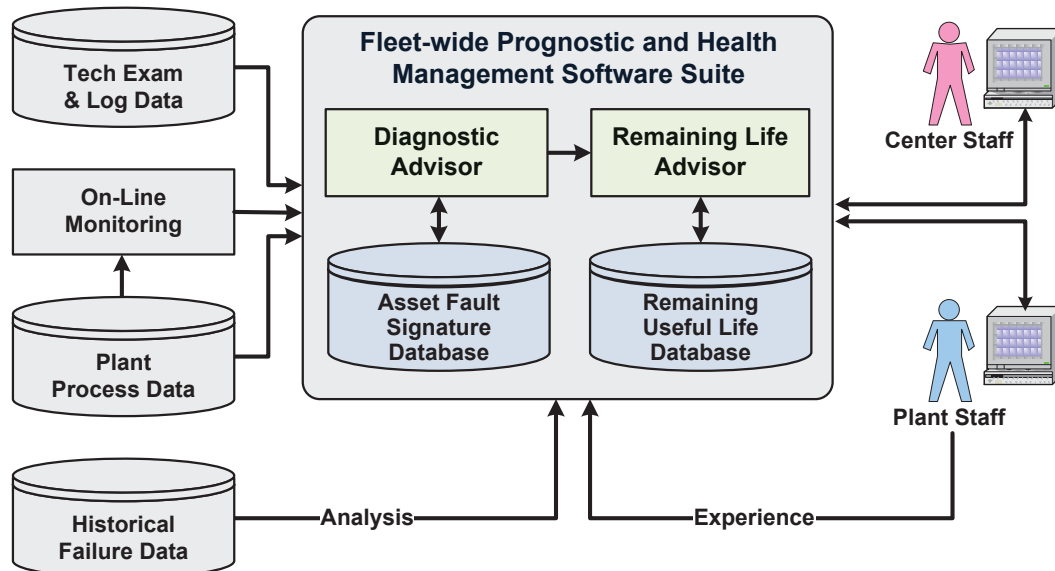 Fleet-wide Prognostic and Health
Management Software Suite
Tech Exam
& Log Data
On-Line
Monitoring
Plant
Process Data
Historical
Failure Data
Diagnostic
Advisor
Remaining Life
Advisor
Asset Fault
Signature
Database
Remaining
Useful Life
Database
Center Staff
Plant Staff
Analysis
Experience